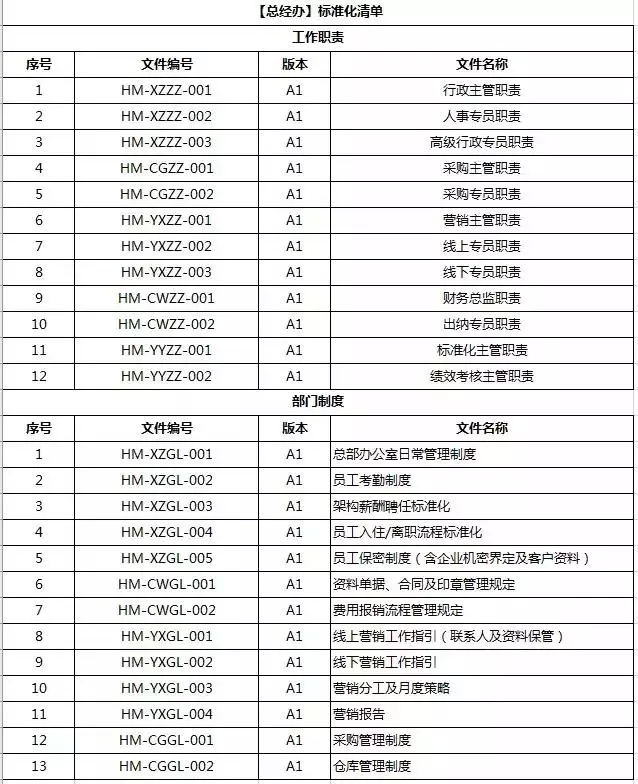 【总经办】标准化清单
工作职责
序号 文件编号 版本 文件名称
1 HM-XZZZ-001 A1 行政主管职责
2 HM-XZZZ-002 A1 人事专员职责
3 HM-XZZZ-003 A1 高级行政专员职责
4 HM-CGZZ-001 A1 采购主管职责
5 HM-CGZZ-002 A1 采购专员职责
6 HM-YXZZ-001 A1 营销主管职责
7 HM-YXZZ-002 A1 线上专员职责
8 HM-YXZZ-003 A1 线下专员职责
9 HM-CWZZ-001 A1 财务总监职责
10 HM-CWZZ-002 A1 出纳专员职责
11 HM-YYZZ-001 A1 标准化主管职责
12 HM-YYZZ-002 A1 绩效考核主管职责
部门制度
序号 文件编号 版本 文件名称
1 HM-XZGL-001 A1 总部办公室日常管理制度
2 HM-XZGL-002 A1 员工考勤制度
3 HM-XZGL-003 A1 架构薪酬聘任标准化
4 HM-XZGL-004 A1 员工入住/离职流程标准化
5 HM-XZGL-005 A1 员工保密制度（含企业机密界定及客户资料）
6 HM-CWGL-001 A1 资料单据、合同及印章管理规定
7 HM-CWGL-002 A1 费用报销流程管理规定
8 HM-YXGL-001 A1 线上营销工作指引（联系人及资料保管）
9 HM-YXGL-002 A1 线下营销工作指引
10 HM-YXGL-003 A1 营销分工及月度策略
11 HM-YXGL-004 A1 营销报告
12 HM-CGGL-001 A1 采购管理制度
13 HM-CGGL-002 A1 仓库管理制度